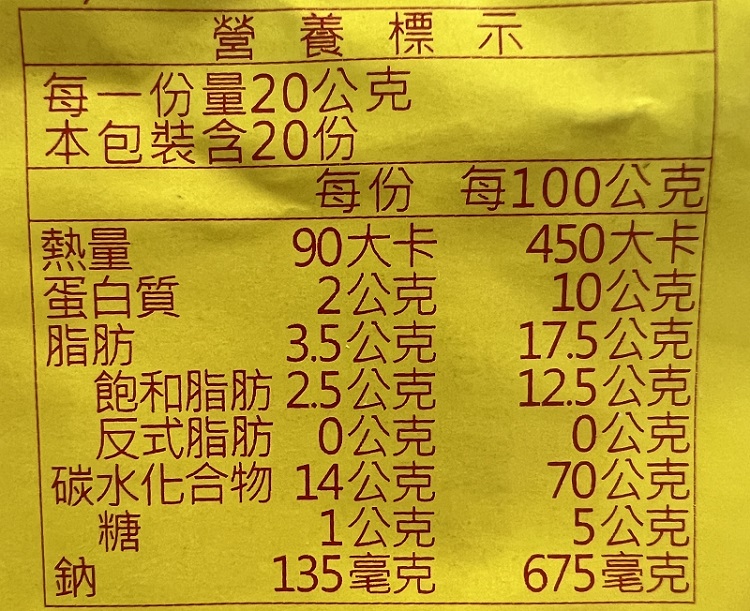 營養標示
每一份量20公克
本包裝含20份
每份 每100公克
熱量 90大卡 450大卡
蛋白質 2公克 10公克
脂肪 3.5公克 17.5公克
飽和脂肪 2.5公克 12.5公克
反式脂肪 0公克 0公克
碳水化合物 14公克 70公克
糖 1公克 5公克
鈉 135毫克 675毫克